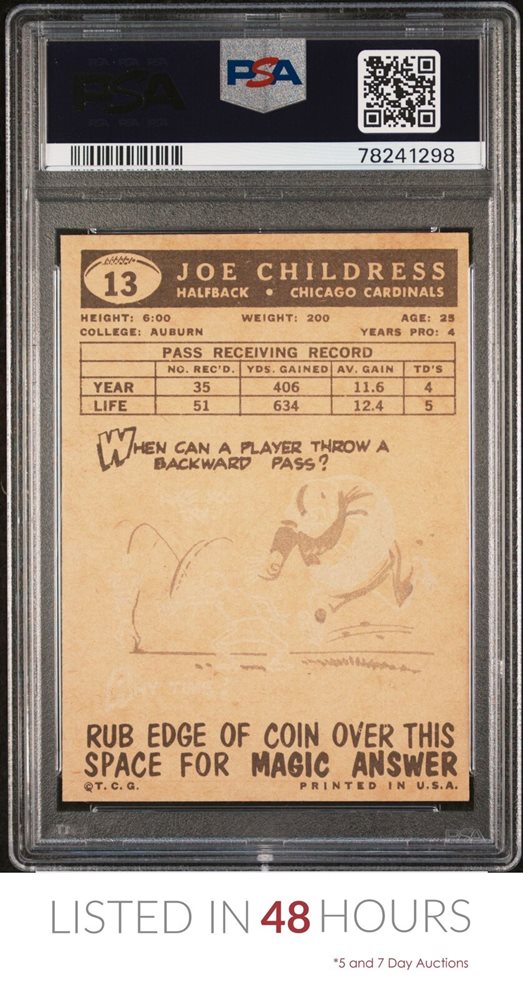 PSA
78241298
13
JOE CHILDRESS
HALFBACK • CHICAGO CARDINALS
HEIGHT: 6:00 WEIGHT: 200 AGE: 25
COLLEGE: AUBURN YEARS PRO: 4
PASS RECEIVING RECORD
NO. REC'D. YDS. GAINED AV. GAIN TD'S
YEAR 35 406 11.6 4
LIFE 51 634 12.4 5
WHEN CAN A PLAYER THROW A
BACKWARD PASS?
ANY TIME!
RUB EDGE OF COIN OVER THIS
SPACE FOR MAGIC ANSWER
©T.C.G. PRINTED IN U.S.A.
PSA
LISTED IN 48 HOURS
*5 and 7 Day Auctions